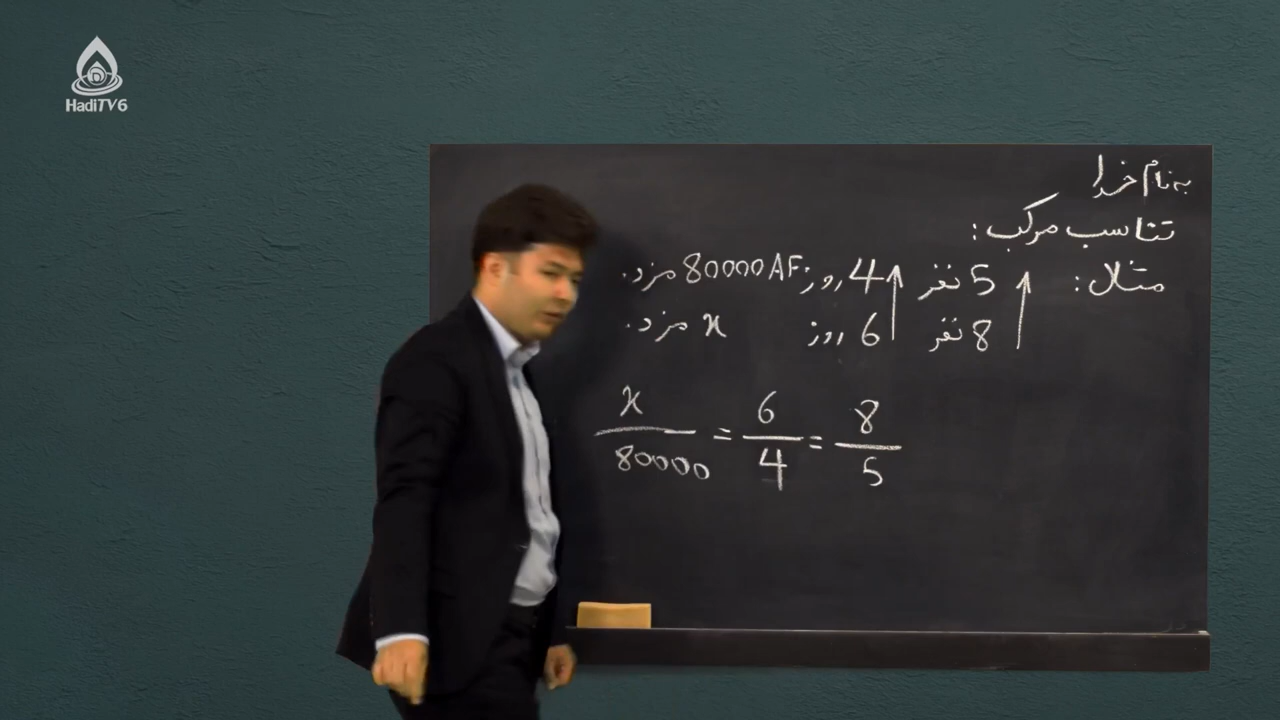 HadiTV6
به نام خدا
تناسب مرکب:
مثال: 5 نفر 4 روز 80000 AF مزد.
8 نفر 6 روز x مزد.
x/80000 = 6/4 = 8/5